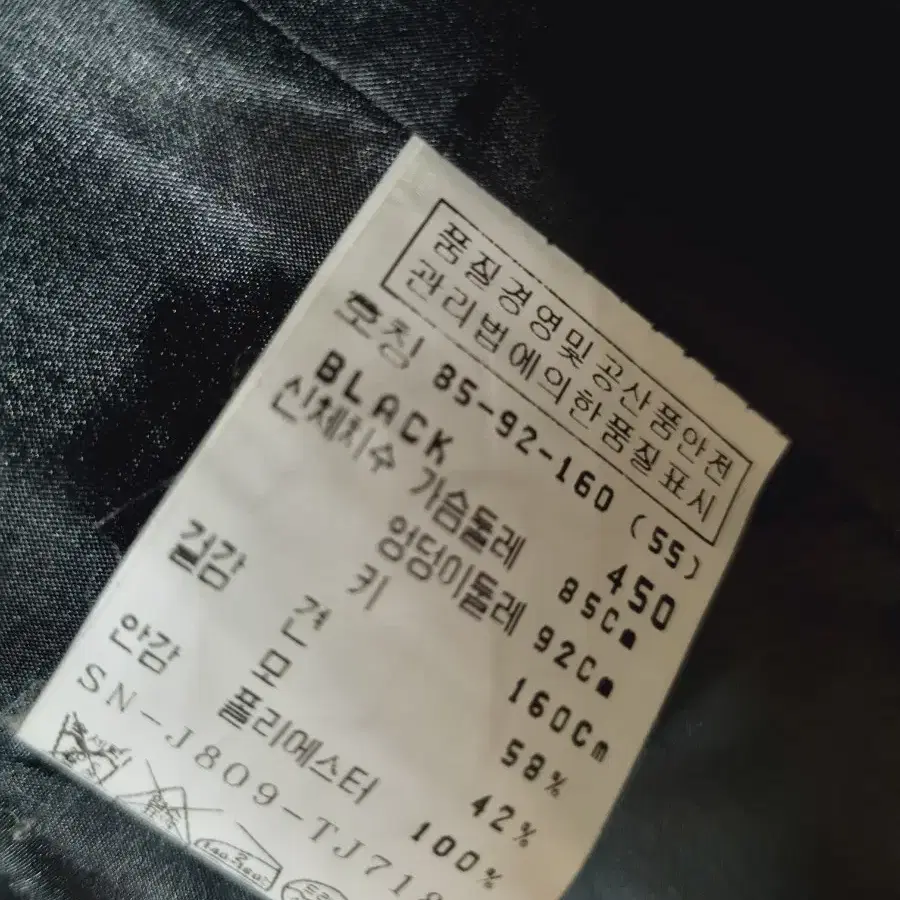 품질경영및공산품안전
관리법에의한품질표시
호칭 85-92-160 (55)
BLACK 450
신체치수 가슴둘레 85Cm
엉덩이둘레 92Cm
키 160Cm
겉감 견 58%
모 42%
안감 폴리에스터 100%
SN-J809-TJ718